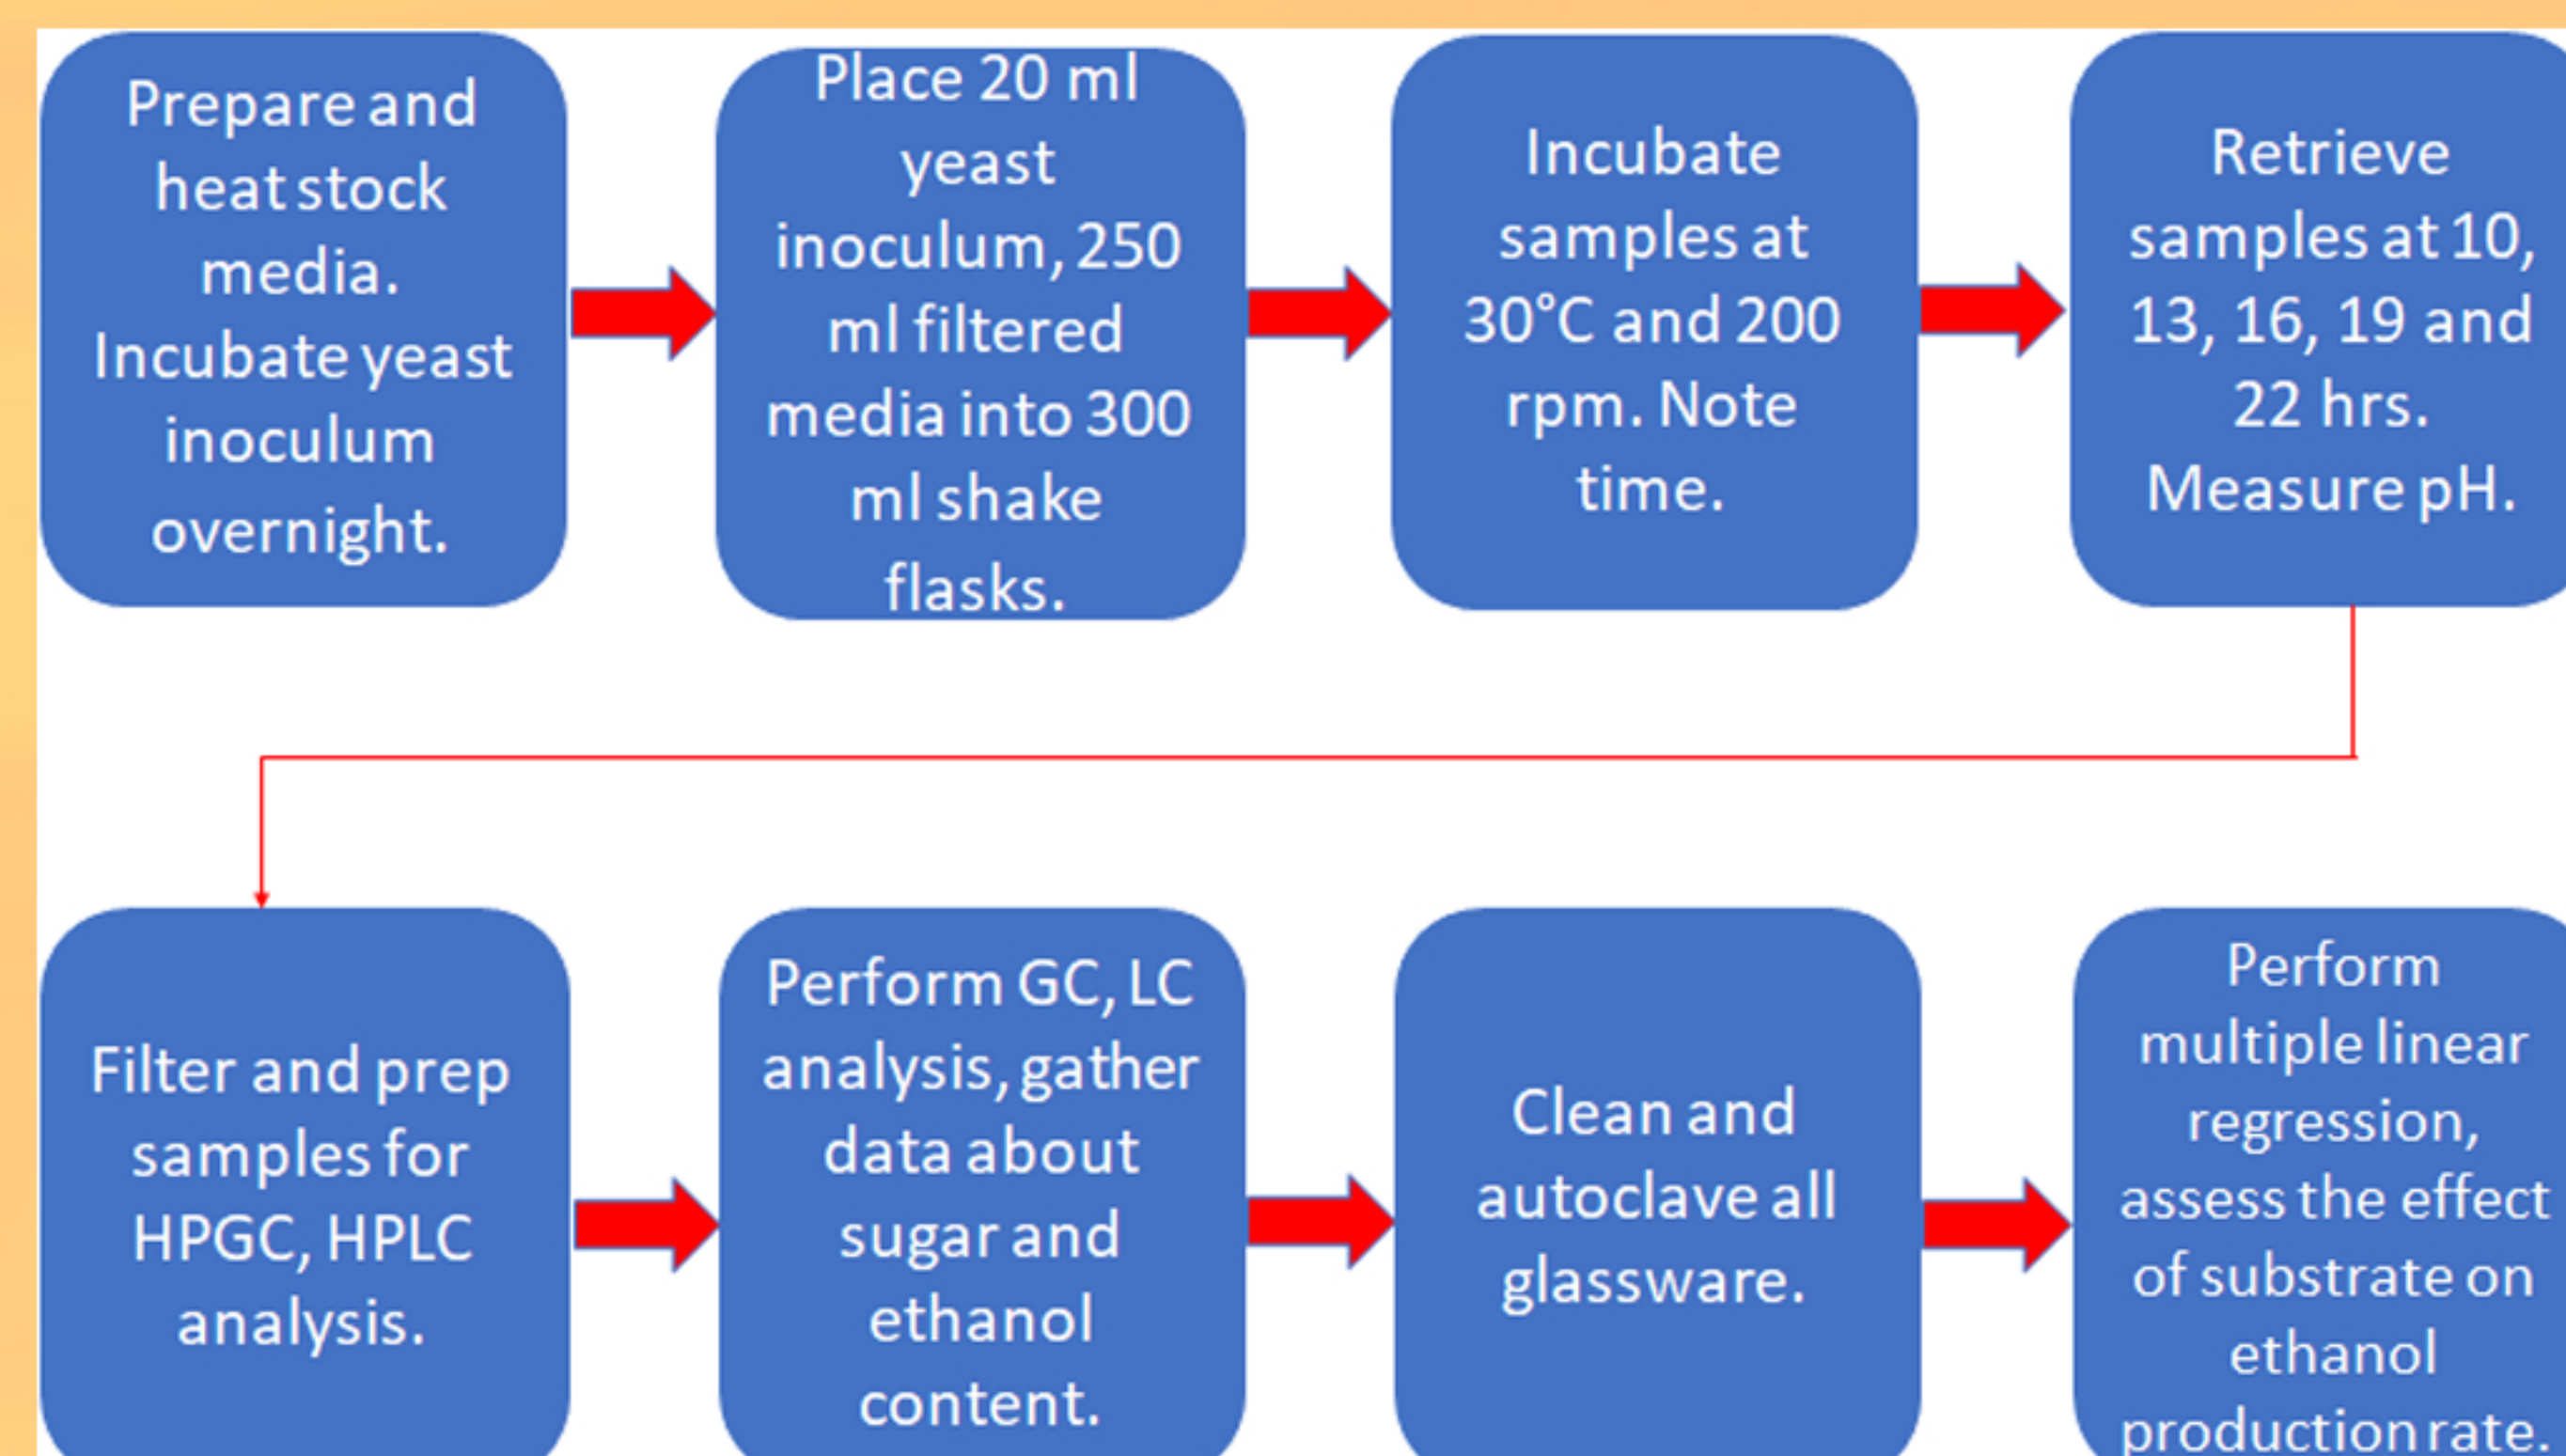 Prepare and
heat stock
media.
Incubate yeast
inoculum
overnight.
Place 20 ml
yeast
inoculum, 250
ml filtered
media into 300
ml shake
flasks.
Incubate
samples at
30°C and 200
rpm. Note
time.
Retrieve
samples at 10,
13, 16, 19 and
22 hrs.
Measure pH.
Filter and prep
samples for
HPGC, HPLC
analysis.
Perform GC, LC
analysis, gather
data about
sugar and
ethanol
content.
Clean and
autoclave all
glassware.
Perform
multiple linear
regression,
assess the effect
of substrate on
ethanol
production rate.